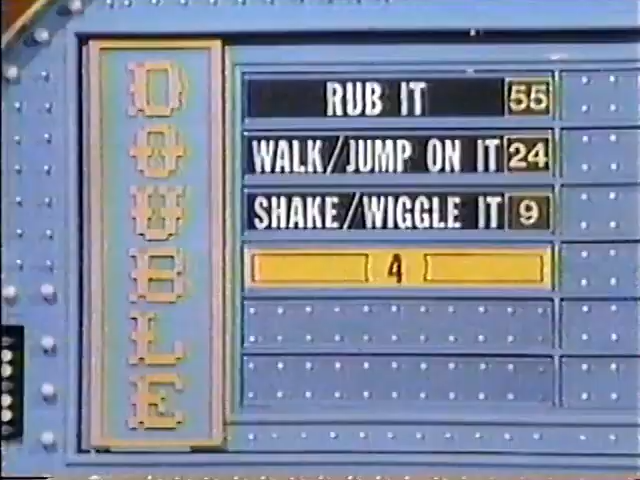 DOUBLE
RUB IT 55
WALK/JUMP ON IT 24
SHAKE/WIGGLE IT 9
4